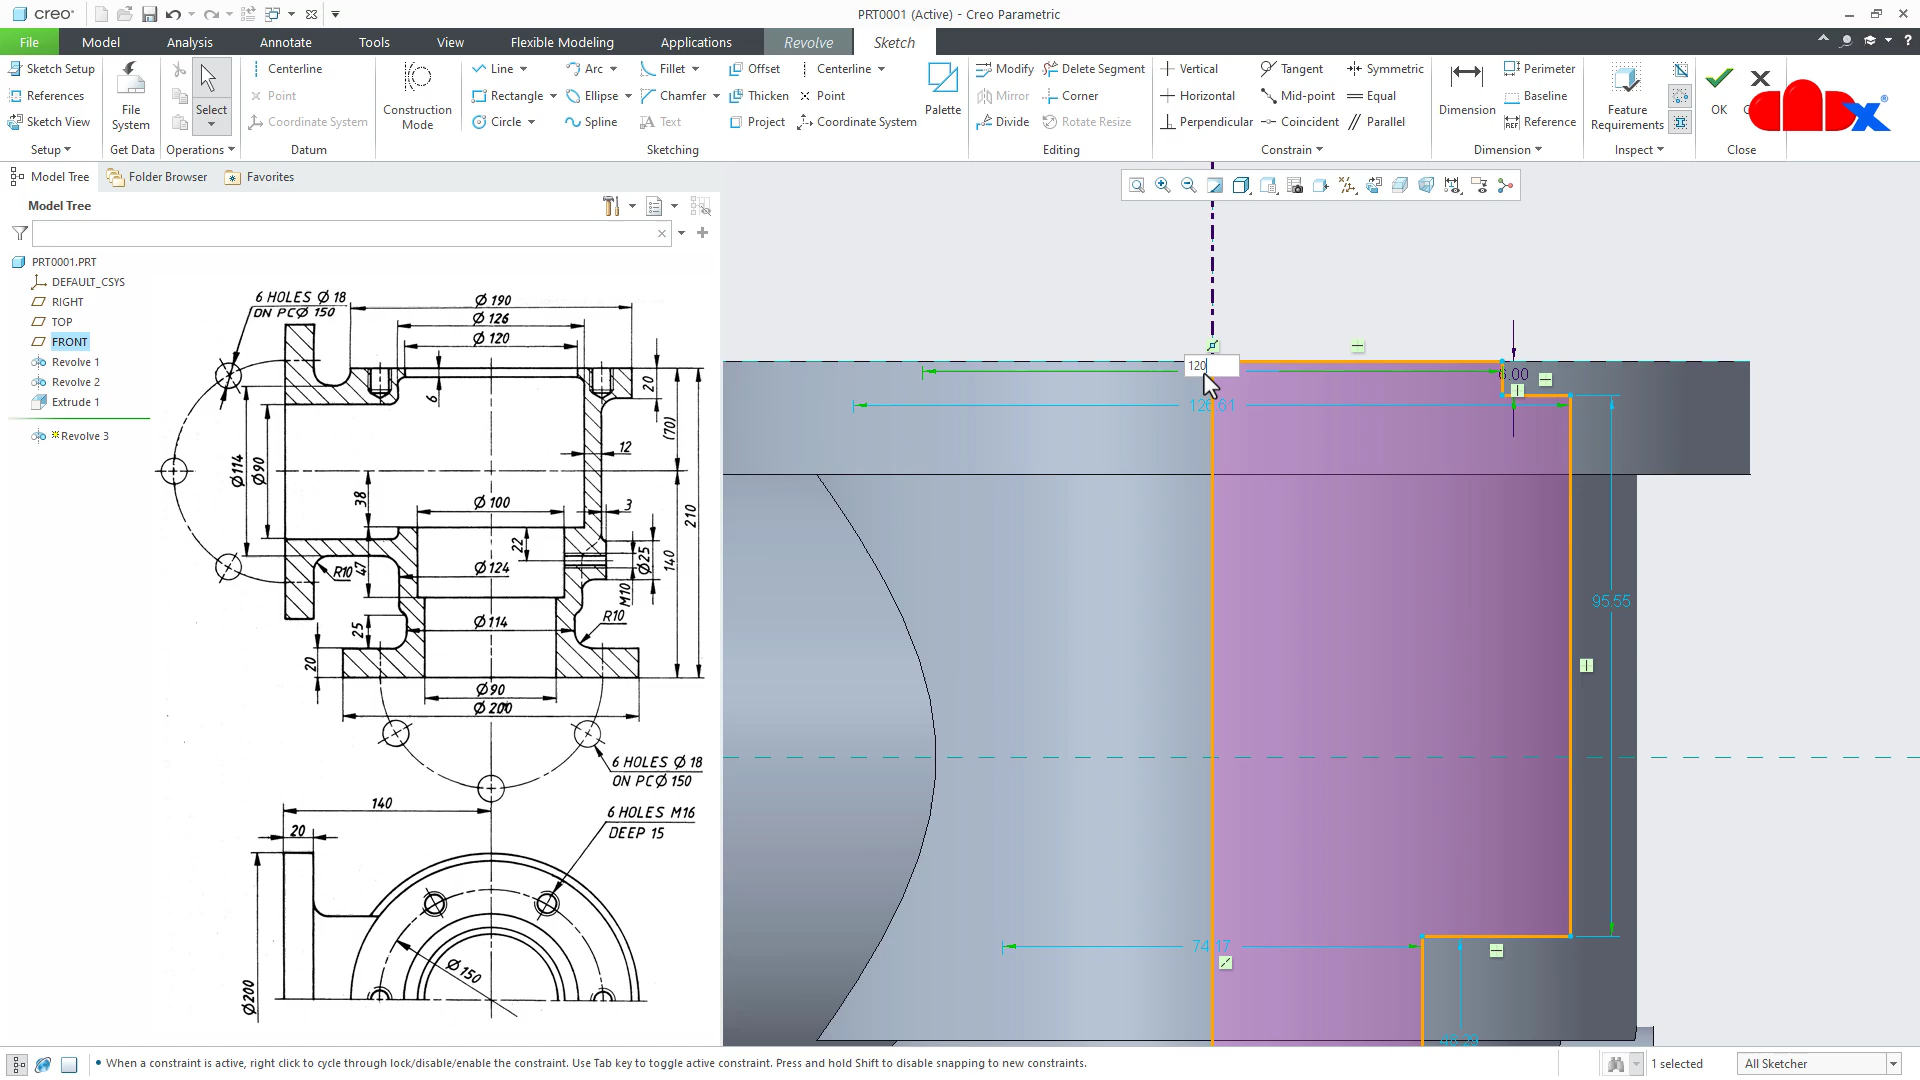 creo
PRT0001 (Active) - Creo Parametric
File
Model
Analysis
Annotate
Tools
View
Flexible Modeling
Applications
Revolve
Sketch
Sketch Setup
References
Sketch View
Setup
File System
Get Data
Select
Operations
Centerline
Point
Coordinate System
Datum
Construction Mode
Line
Rectangle
Circle
Arc
Ellipse
Spline
Fillet
Chamfer
Text
Offset
Thicken
Project
Centerline
Point
Coordinate System
Palette
Sketching
Modify
Mirror
Divide
Delete Segment
Corner
Rotate Resize
Editing
Vertical
Horizontal
Perpendicular
Tangent
Mid-point
Coincident
Symmetric
Equal
Parallel
Constrain
Dimension
Perimeter
Baseline
Reference
Dimension
Feature Requirements
Inspect
OK
Close
Model Tree
Folder Browser
Favorites
Model Tree
PRT0001.PRT
DEFAULT_CSYS
RIGHT
TOP
FRONT
Revolve 1
Revolve 2
Extrude 1
Revolve 3
6 HOLES Ø 18
ON PCØ 150
Ø 190
Ø 126
Ø 120
6
20
(70)
12
Ø114
Ø90
38
Ø 100
3
210
22
Ø25
140
R10
47
Ø 124
M10
R10
25
Ø 114
20
Ø90
Ø 200
6 HOLES Ø 18
ON PCØ 150
140
20
6 HOLES M16
DEEP 15
Ø 150
Ø200
120
6.00
126.61
95.55
74.17
When a constraint is active, right click to cycle through lock/disable/enable the constraint. Use Tab key to toggle active constraint. Press and hold Shift to disable snapping to new constraints.
1 selected
All Sketcher